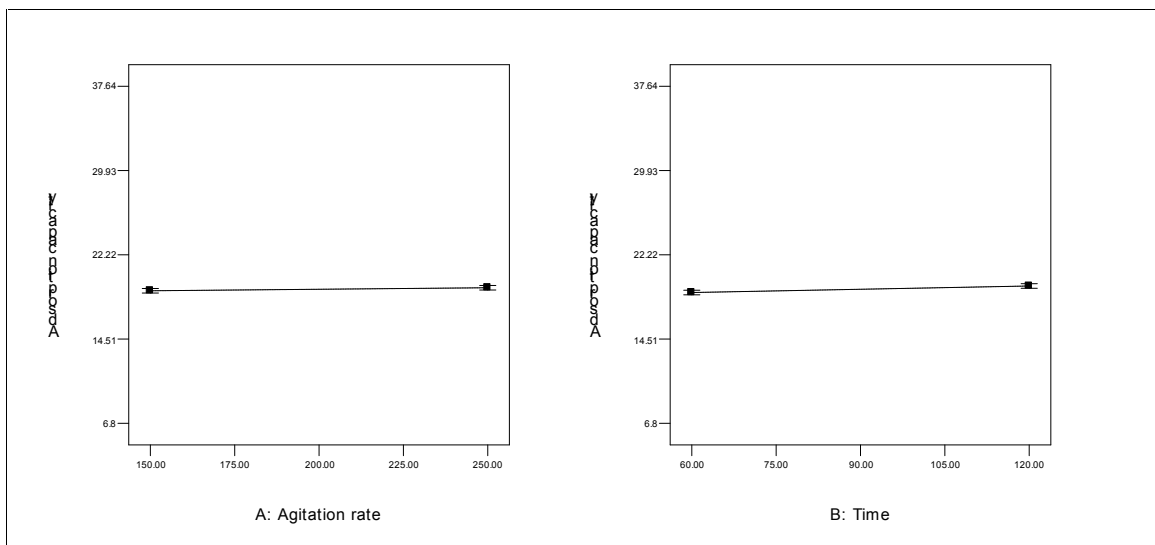 Adsorption capacity
37.64
29.93
22.22
14.51
6.8
150.00 175.00 200.00 225.00 250.00
A: Agitation rate
Adsorption capacity
37.64
29.93
22.22
14.51
6.8
60.00 75.00 90.00 105.00 120.00
B: Time